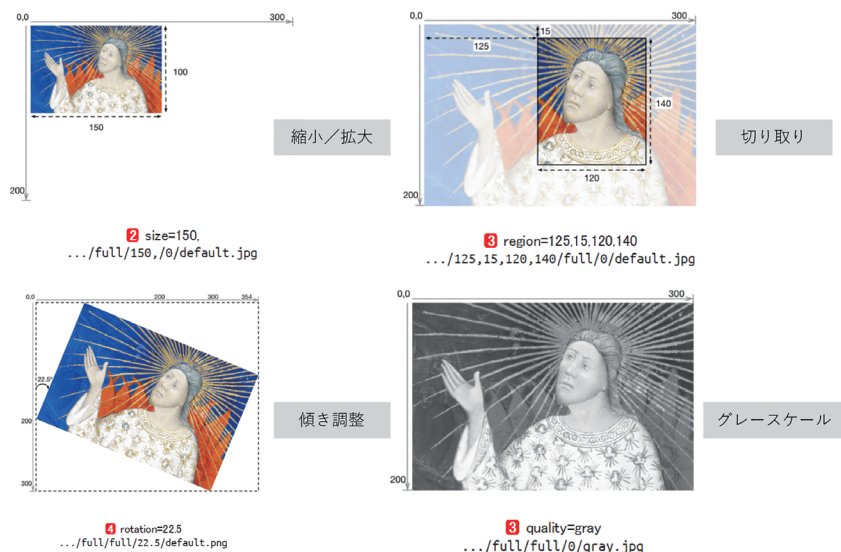 0,0
300
100
150
200
縮小／拡大
2 size=150,
.../full/150,/0/default.jpg
0,0
300
15
125
140
120
200
切り取り
3 region=125,15,120,140
.../125,15,120,140/full/0/default.jpg
0,0
200
300
354
22.5°
200
300
傾き調整
4 rotation=22.5
.../full/full/22.5/default.png
0,0
300
200
グレースケール
3 quality=gray
.../full/full/0/gray.jpg